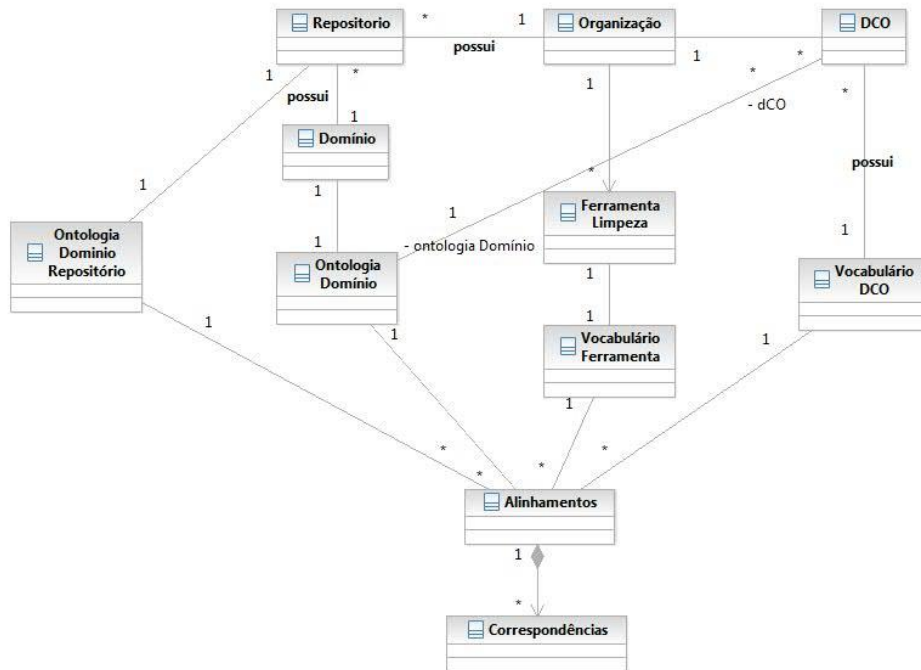 Repositorio
*
1
Organização
DCO
possui
1
*
*
- dCO
*
1
possui
*
1
1
*
possui
Domínio
1
1
*
Ferramenta
Limpeza
1
1
1
- ontologia Domínio
1
Ontologia
Dominio
Repositório
Ontologia
Domínio
Vocabulário
DCO
1
1
Vocabulário
Ferramenta
1
1
1
1
*
*
*
*
Alinhamentos
1
*
Correspondências